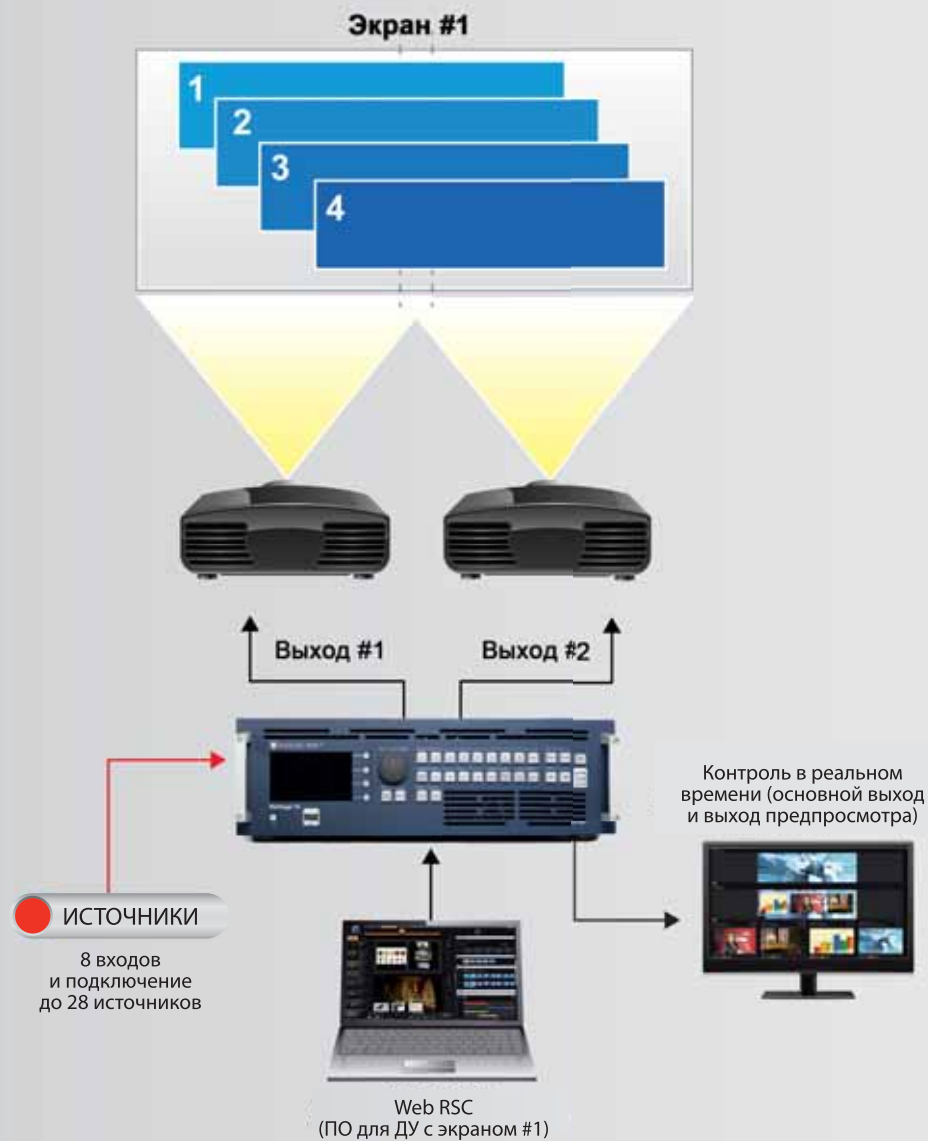 Экран #1
1
2
3
4
Выход #1
Выход #2
Контроль в реальном
времени (основной выход
и выход предпросмотра)
ИСТОЧНИКИ
8 входов
и подключение
до 28 источников
Web RSC
(ПО для ДУ с экраном #1)